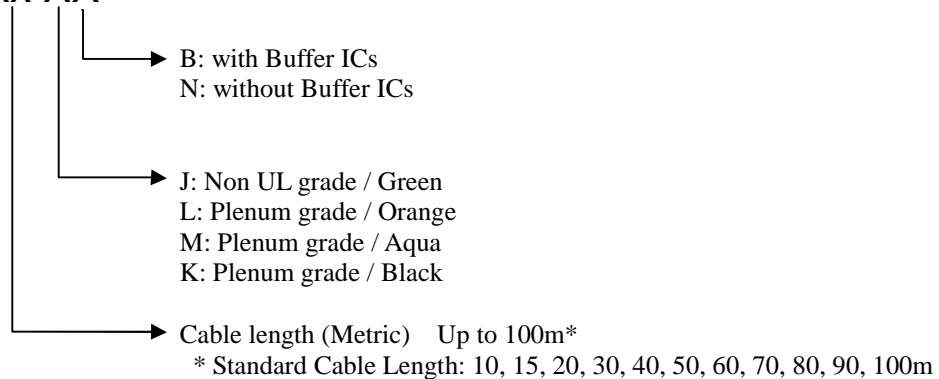 B: with Buffer ICs
N: without Buffer ICs
J: Non UL grade / Green
L: Plenum grade / Orange
M: Plenum grade / Aqua
K: Plenum grade / Black
Cable length (Metric) Up to 100m*
* Standard Cable Length: 10, 15, 20, 30, 40, 50, 60, 70, 80, 90, 100m